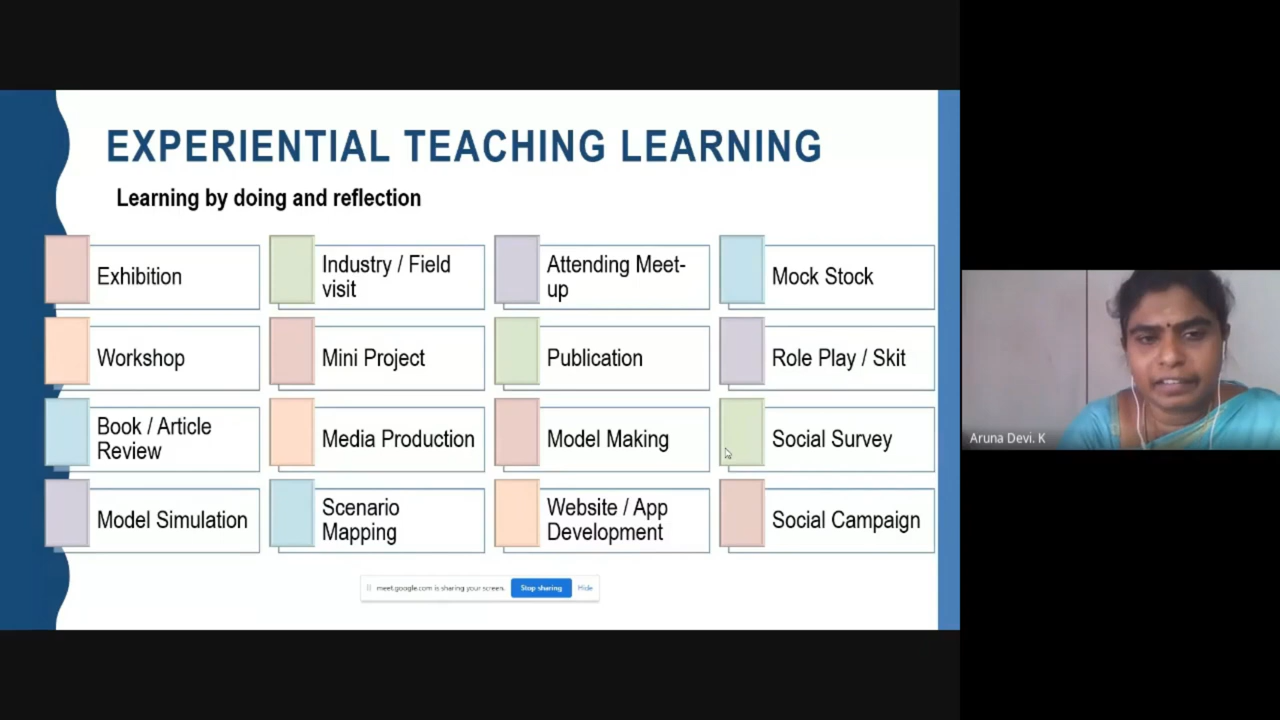 EXPERIENTIAL TEACHING LEARNING
Learning by doing and reflection
Exhibition
Industry / Field
visit
Attending Meet-
up
Mock Stock
Workshop
Mini Project
Publication
Role Play / Skit
Book / Article
Review
Media Production
Model Making
Social Survey
Model Simulation
Scenario
Mapping
Website / App
Development
Social Campaign
meet.google.com is sharing your screen.
Stop sharing
Hide
Aruna Devi. K